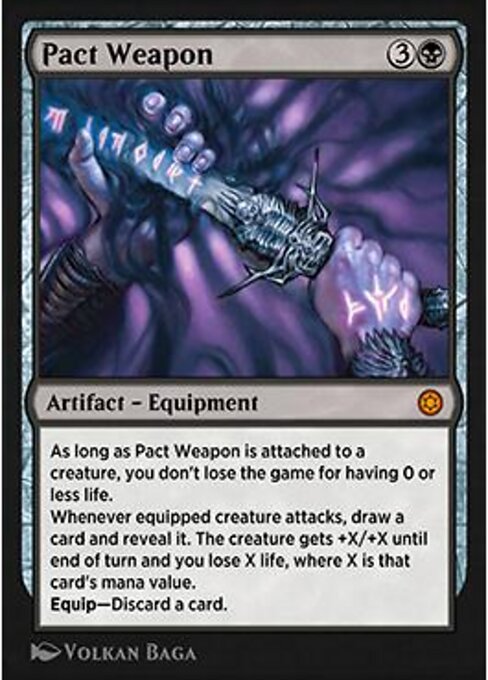 Pact Weapon 3
Artifact – Equipment
As long as Pact Weapon is attached to a
creature, you don't lose the game for having 0 or
less life.
Whenever equipped creature attacks, draw a
card and reveal it. The creature gets +X/+X until
end of turn and you lose X life, where X is that
card's mana value.
Equip—Discard a card.
Volkan Baga